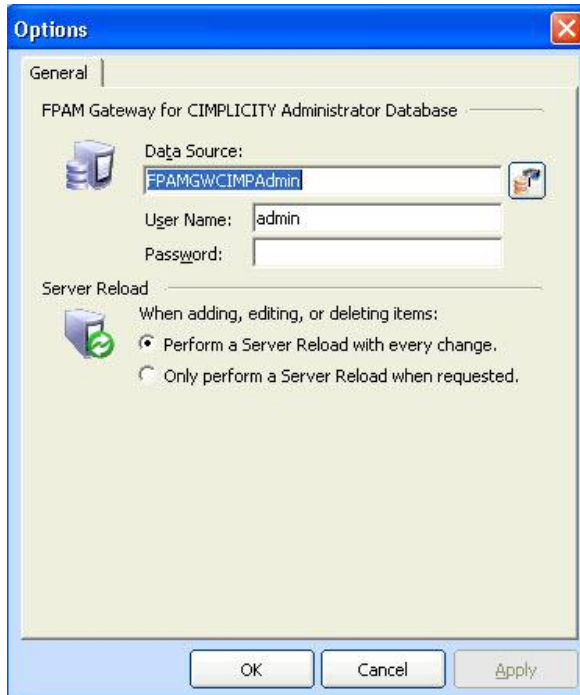 Options
General
FPAM Gateway for CIMPLICITY Administrator Database
Data Source:
FPAMGWCIMPAdmin
User Name: admin
Password:
Server Reload
When adding, editing, or deleting items:
Perform a Server Reload with every change.
Only perform a Server Reload when requested.
OK Cancel Apply